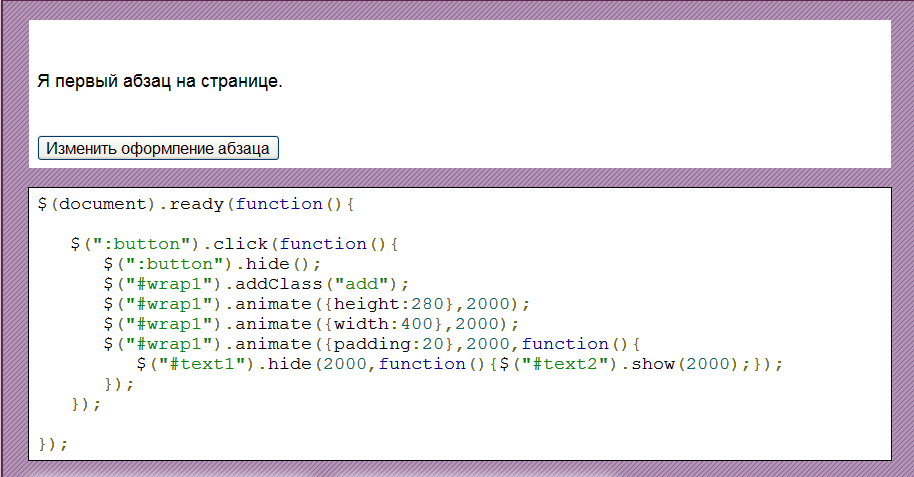 Я первый абзац на странице.
Изменить оформление абзаца
$(document).ready(function(){
$(":button").click(function(){
$(":button").hide();
$("#wrap1").addClass("add");
$("#wrap1").animate({height:280},2000);
$("#wrap1").animate({width:400},2000);
$("#wrap1").animate({padding:20},2000,function(){
$("#text1").hide(2000,function(){$("#text2").show(2000);});
});
});
});